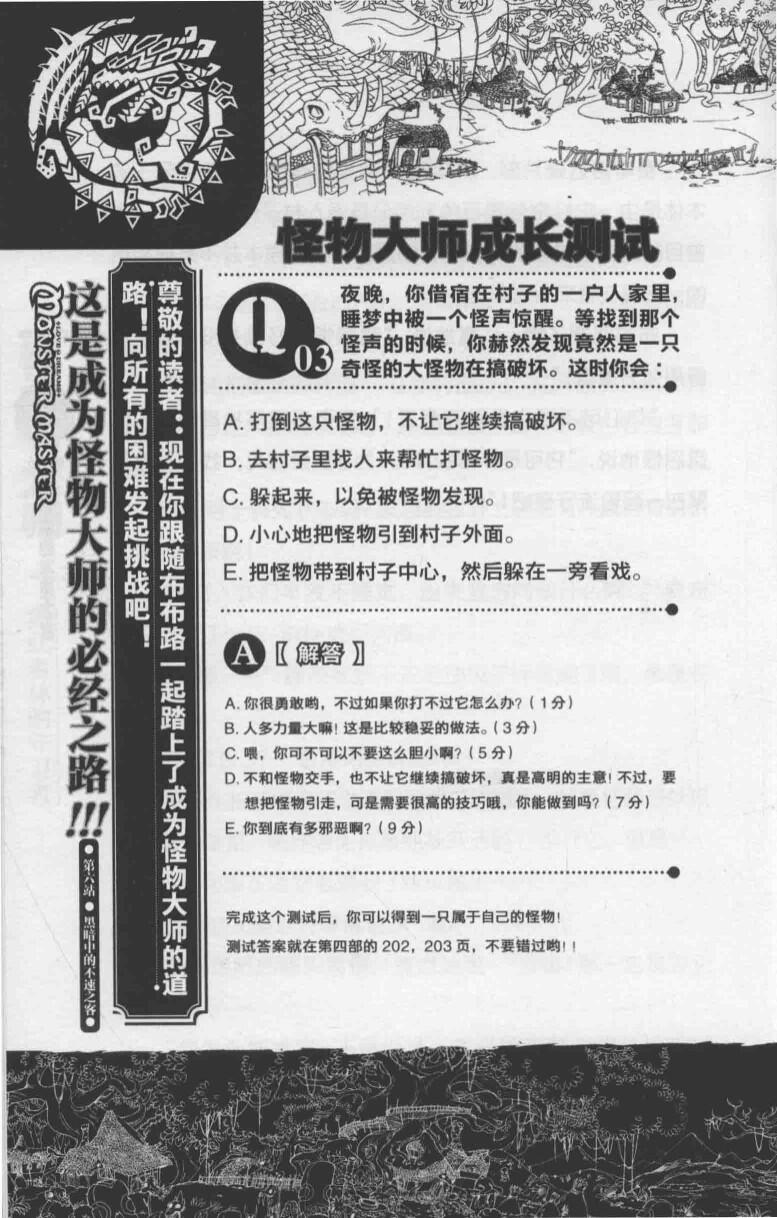 怪物大师成长测试
Q03
夜晚，你借宿在村子的一户人家里，
睡梦中被一个怪声惊醒。等找到那个
怪声的时候，你赫然发现竟然是一只
奇怪的大怪物在搞破坏。这时你会：
A. 打倒这只怪物，不让它继续搞破坏。
B. 去村子里找人来帮忙打怪物。
C. 躲起来，以免被怪物发现。
D. 小心地把怪物引到村子外面。
E. 把怪物带到村子中心，然后躲在一旁看戏。
A【解答】
A. 你很勇敢哟，不过如果你打不过它怎么办？（1分）
B. 人多力量大嘛！这是比较稳妥的做法。（3分）
C. 喂，你可不可以不要这么胆小啊？（5分）
D. 不和怪物交手，也不让它继续搞破坏，真是高明的主意！不过，要
想把怪物引走，可是需要很高的技巧哦，你能做到吗？（7分）
E. 你到底有多邪恶啊？（9分）
完成这个测试后，你可以得到一只属于自己的怪物！
测试答案就在第四部的202，203页，不要错过哟！！
尊敬的读者：现在你跟随布布路一起踏上了成为怪物大师的道
路！向所有的困难发起挑战吧！
这是成为怪物大师的必经之路!!!
+LOVE & DREAMS+
MONSTER MASTER
●第六站●黑暗中的不速之客●